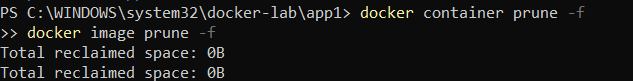 PS C:\WINDOWS\system32\docker-lab\app1> docker container prune -f
>> docker image prune -f
Total reclaimed space: 0B
Total reclaimed space: 0B